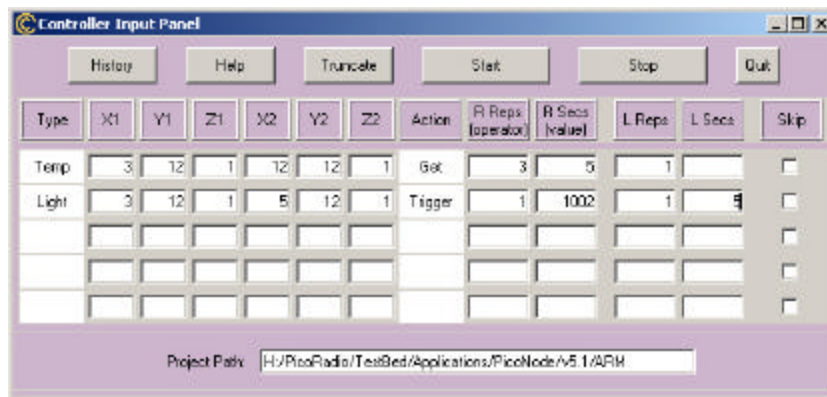 Controller Input Panel
History Help Truncate Start Stop Quit
Type X1 Y1 Z1 X2 Y2 Z2 Action R Reps (operator) R Secs (value) L Reps L Secs Skip
Temp 3 12 1 12 12 1 Get 3 5 1
Light 3 12 1 5 12 1 Trigger 1 1002 1 5
Project Path: H:/PicoRadio/TestBed/Applications/PicoNode/v5.1/ARM